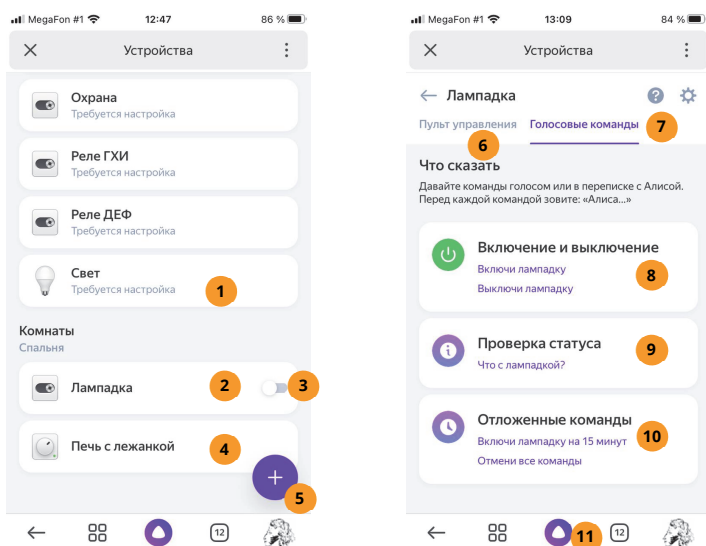 MegaFon #1 12:47 86 %
Устройства
Охрана
Требуется настройка
Реле ГХИ
Требуется настройка
Реле ДЕФ
Требуется настройка
Свет
Требуется настройка
1
Комнаты
Спальня
Лампадка
2
3
Печь с лежанкой
4
5
12
MegaFon #1 13:09 84 %
Устройства
Лампадка
Пульт управления Голосовые команды
7
6
Что сказать
Давайте команды голосом или в переписке с Алисой.
Перед каждой командой зовите: «Алиса...»
Включение и выключение
Включи лампадку
8
Выключи лампадку
Проверка статуса
9
Что с лампадкой?
Отложенные команды
Включи лампадку на 15 минут
10
Отмени все команды
11
12